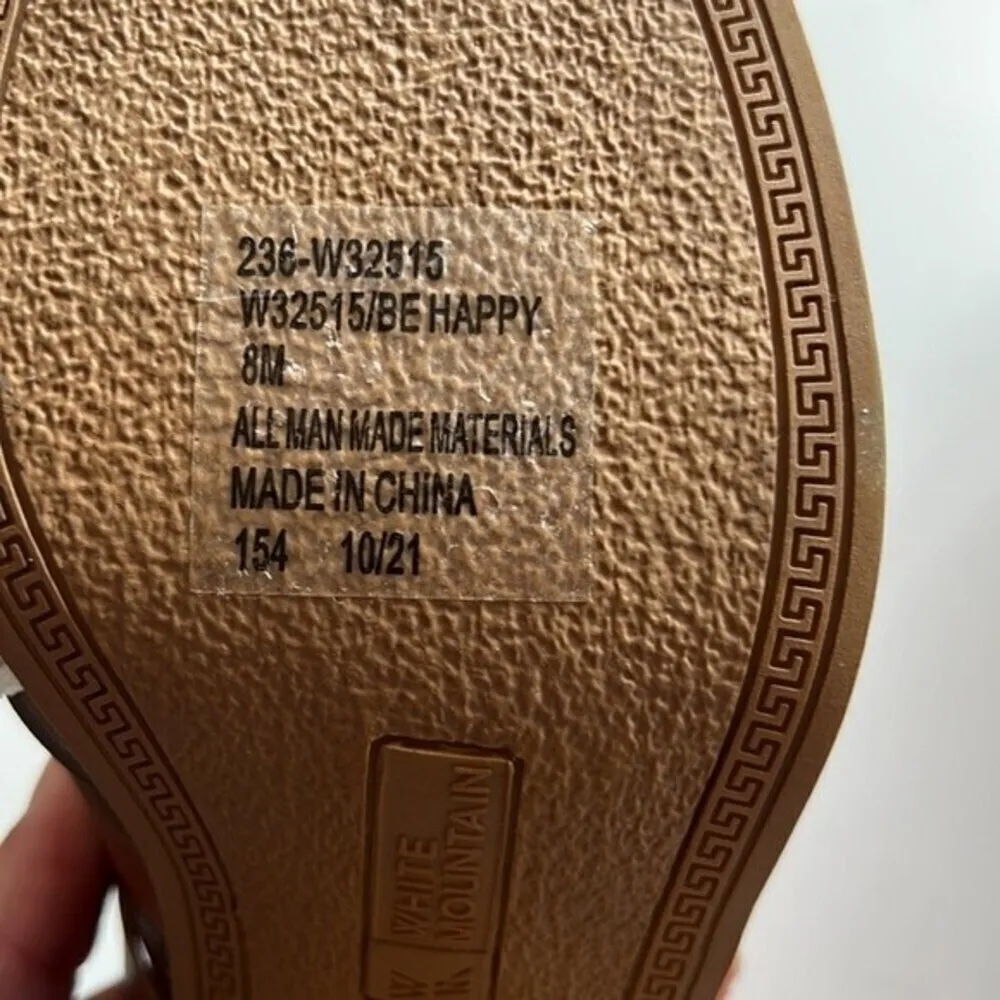 236-W32515
W32515/BE HAPPY
8M
ALL MAN MADE MATERIALS
MADE IN CHINA
154 10/21
WHITE
MOUNTAIN
W